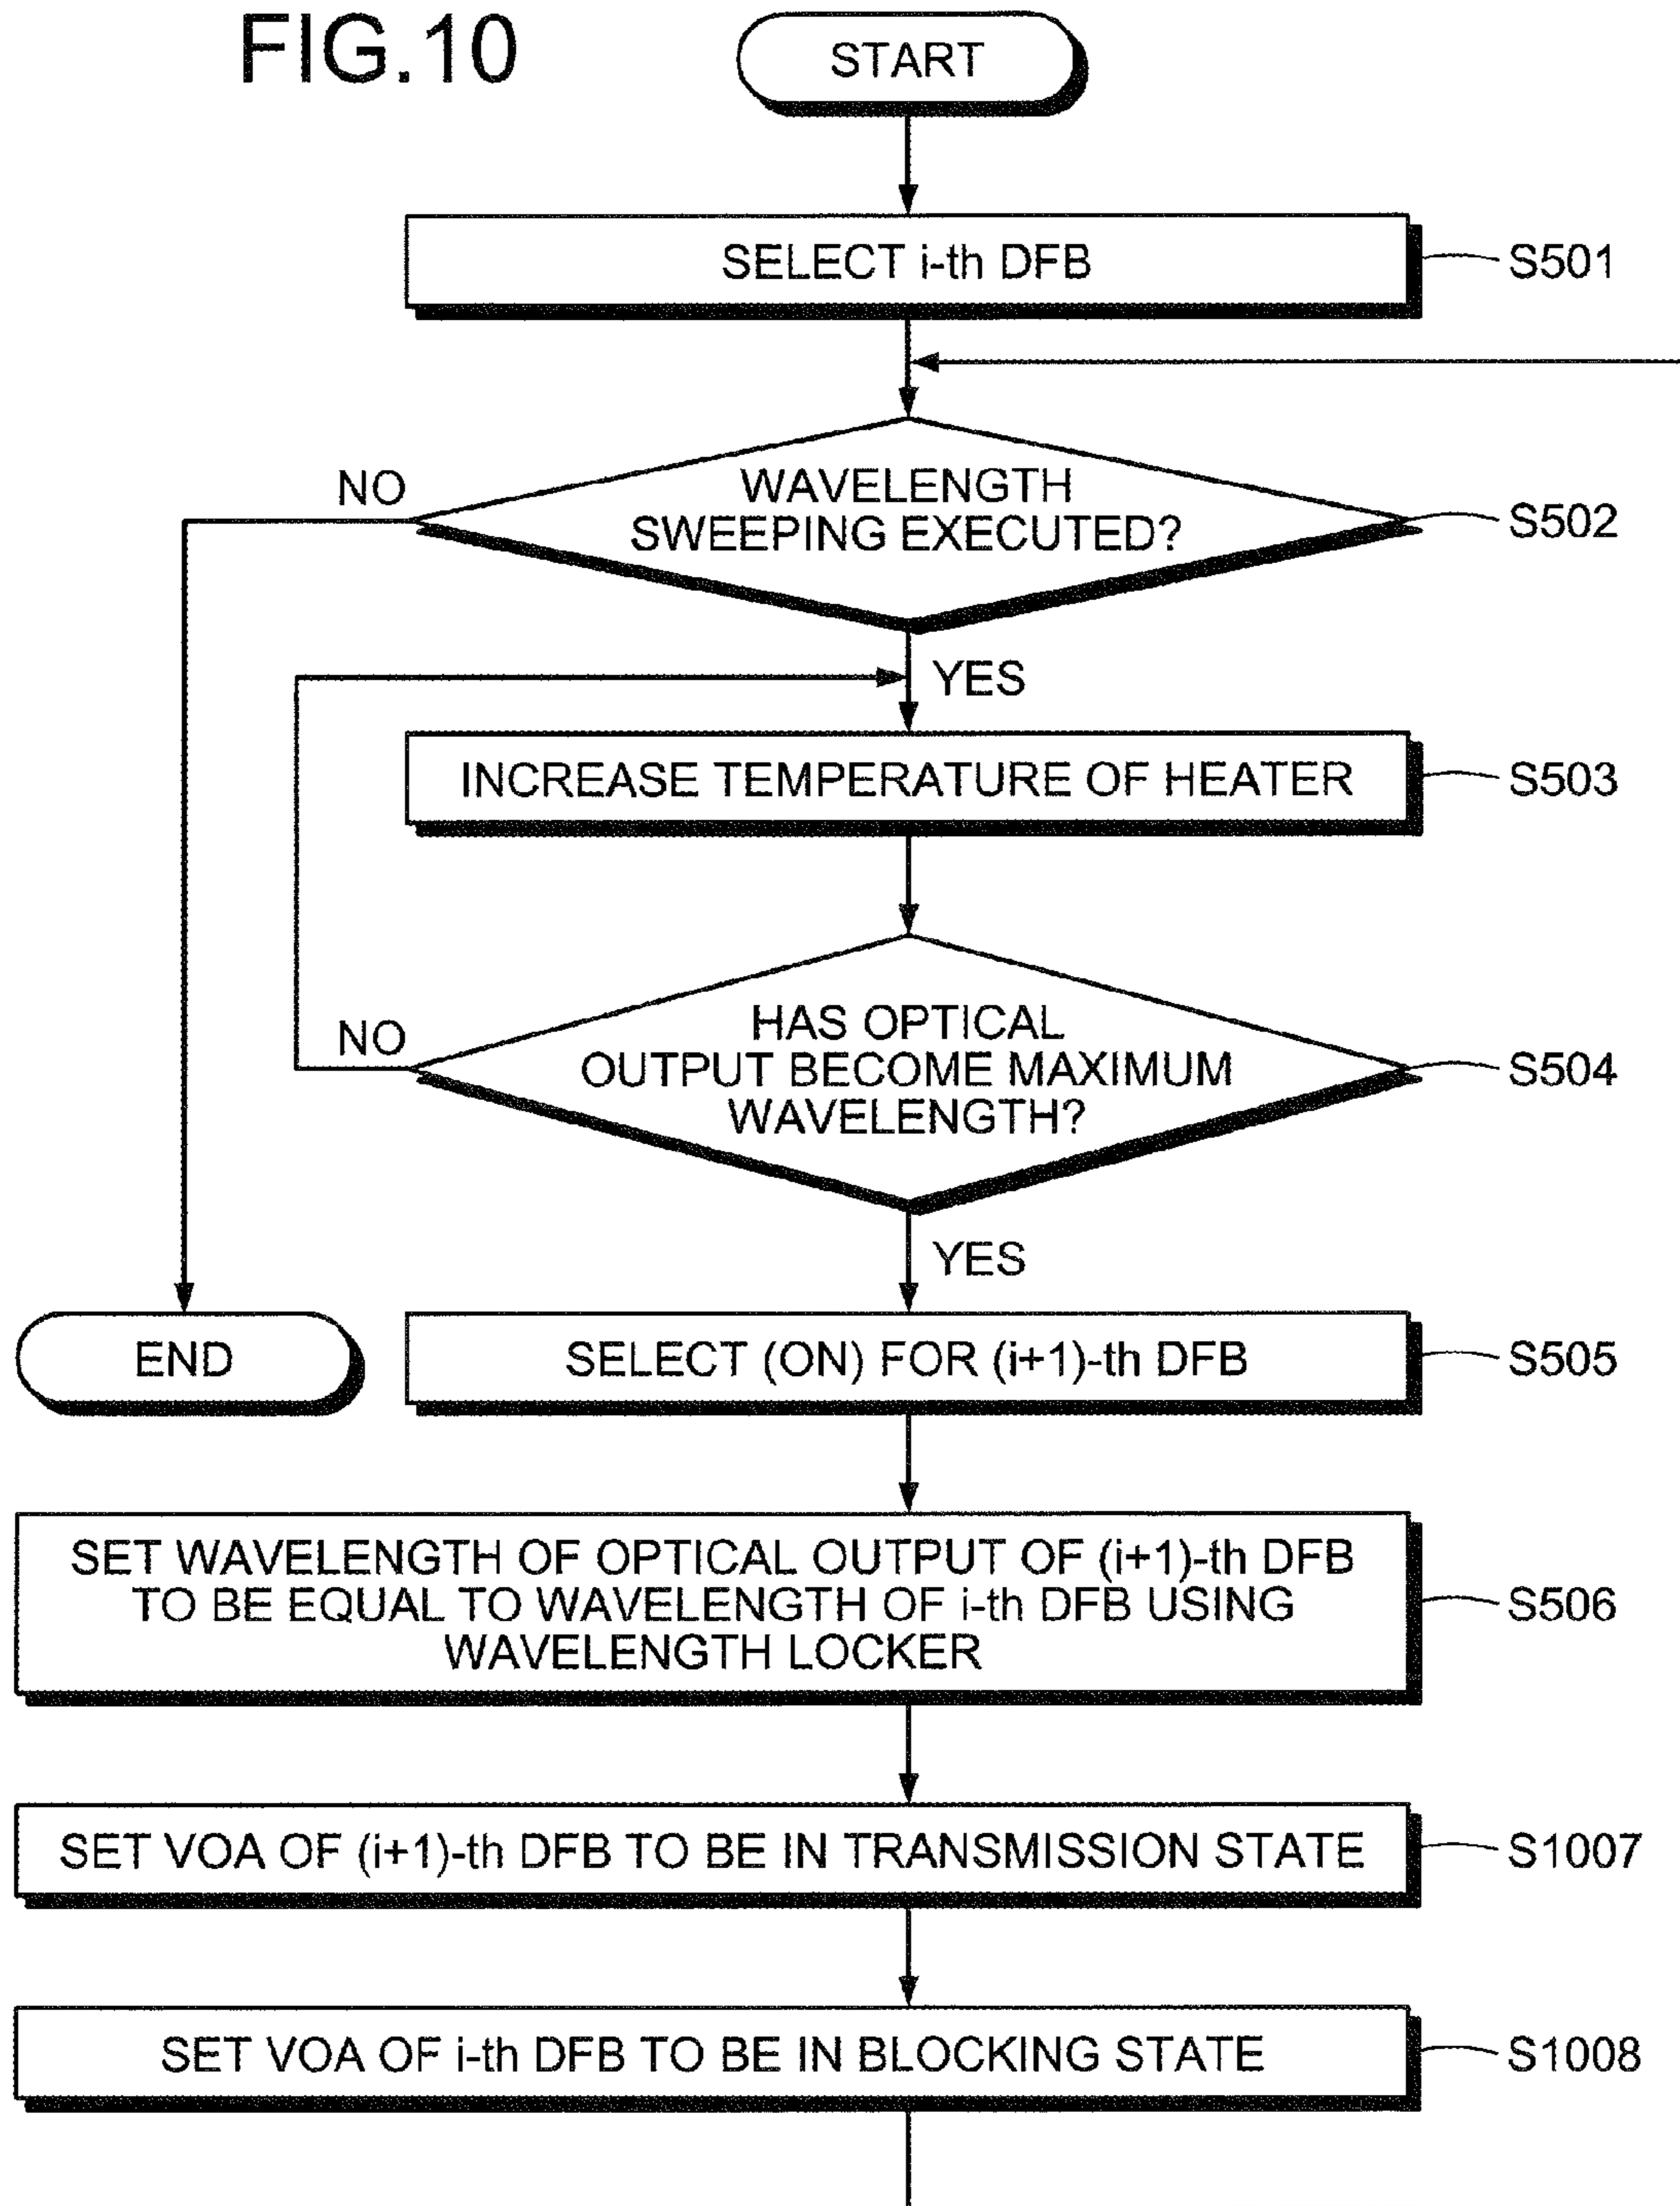 FIG.10
START
SELECT i-th DFB
S501
WAVELENGTH
SWEEPING EXECUTED?
S502
NO
YES
INCREASE TEMPERATURE OF HEATER
S503
HAS OPTICAL
OUTPUT BECOME MAXIMUM
WAVELENGTH?
S504
NO
YES
END
SELECT (ON) FOR (i+1)-th DFB
S505
SET WAVELENGTH OF OPTICAL OUTPUT OF (i+1)-th DFB
TO BE EQUAL TO WAVELENGTH OF i-th DFB USING
WAVELENGTH LOCKER
S506
SET VOA OF (i+1)-th DFB TO BE IN TRANSMISSION STATE
S1007
SET VOA OF i-th DFB TO BE IN BLOCKING STATE
S1008